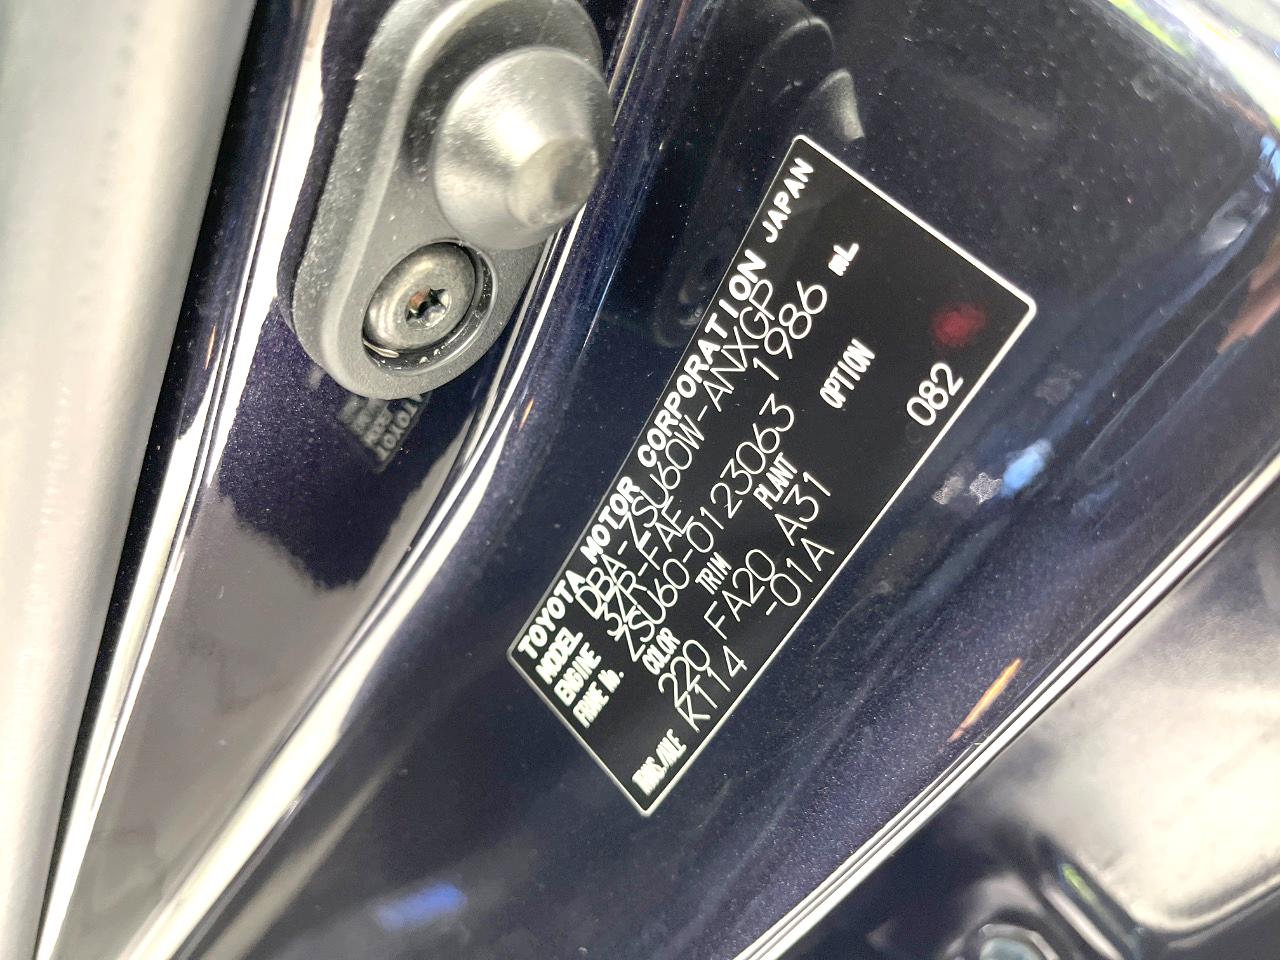 TOYOTA MOTOR CORPORATION JAPAN
MODEL DBA-ZSU60W-ANXGP
ENGINE 3ZR-FAE 1986 mL
FRAME No. ZSU60-0123063
COLOR TRIM PLANT OPTION
220 FA20 A31 082
TRNS/AXLE K114 -01A